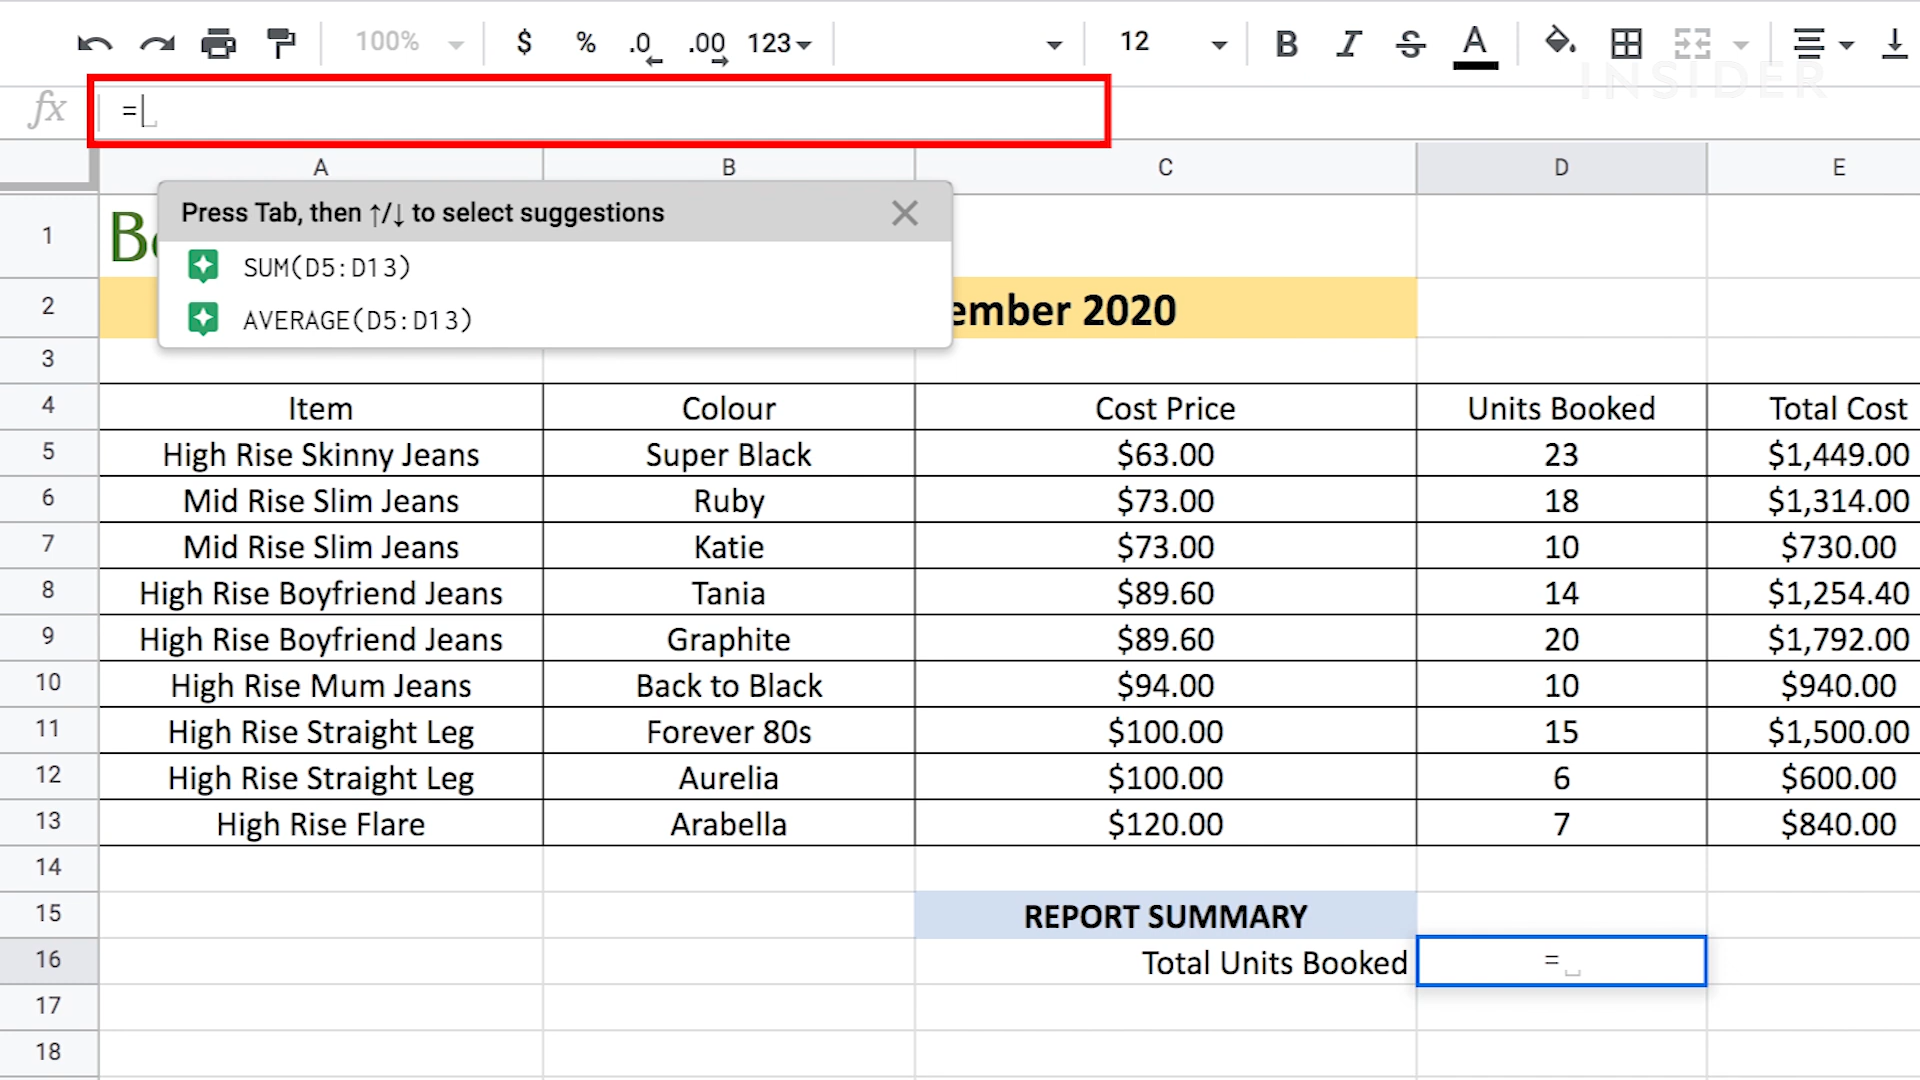 100% $ % .0 .00 123 12 B I S A
INSIDER
fx =
A B C D E
Press Tab, then ↑/↓ to select suggestions
SUM(D5:D13)
AVERAGE(D5:D13)
1
2 ember 2020
3
4 Item Colour Cost Price Units Booked Total Cost
5 High Rise Skinny Jeans Super Black $63.00 23 $1,449.00
6 Mid Rise Slim Jeans Ruby $73.00 18 $1,314.00
7 Mid Rise Slim Jeans Katie $73.00 10 $730.00
8 High Rise Boyfriend Jeans Tania $89.60 14 $1,254.40
9 High Rise Boyfriend Jeans Graphite $89.60 20 $1,792.00
10 High Rise Mum Jeans Back to Black $94.00 10 $940.00
11 High Rise Straight Leg Forever 80s $100.00 15 $1,500.00
12 High Rise Straight Leg Aurelia $100.00 6 $600.00
13 High Rise Flare Arabella $120.00 7 $840.00
14
15 REPORT SUMMARY
16 Total Units Booked =
17
18